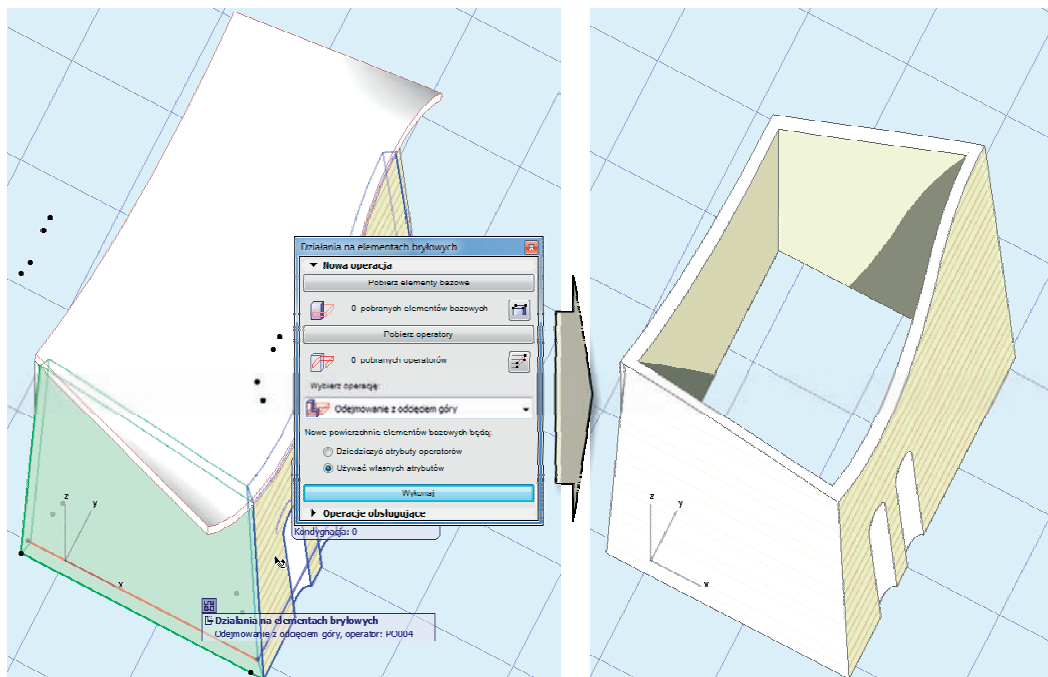 Działania na elementach bryłowych
Nowa operacja
Pobierz elementy bazowe
0 pobranych elementów bazowych
Pobierz operatory
0 pobranych operatorów
Wybierz operację:
Odejmowanie z odcięciem góry
Nowe powierzchnie elementów bazowych będą:
Dziedziczyć atrybuty operatorów
Używać własnych atrybutów
Wykonaj
Operacje obsługujące
Kondygnacja: 0
z
y
x
Działania na elementach bryłowych
Odejmowanie z odcięciem góry, operator: PO004
z
y
x